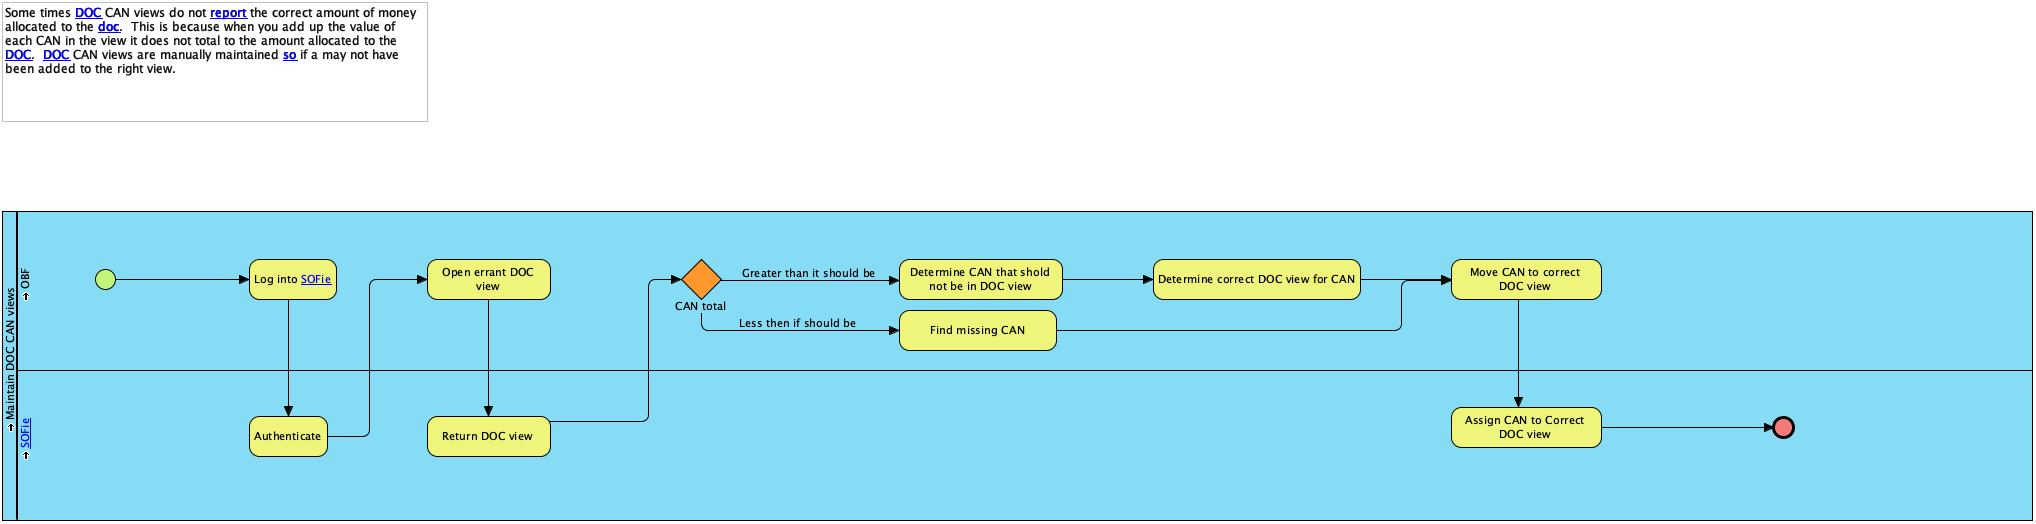 Some times DOC CAN views do not report the correct amount of money
allocated to the doc.  This is because when you add up the value of
each CAN in the view it does not total to the amount allocated to the
DOC.  DOC CAN views are manually maintained so if a may not have
been added to the right view.
Maintain DOC CAN views
OBF
Log into SOFie
Open errant DOC
view
CAN total
Greater than it should be
Less then if should be
Determine CAN that shold
not be in DOC view
Find missing CAN
Determine correct DOC view for CAN
Move CAN to correct
DOC view
SOFie
Authenticate
Return DOC view
Assign CAN to Correct
DOC view